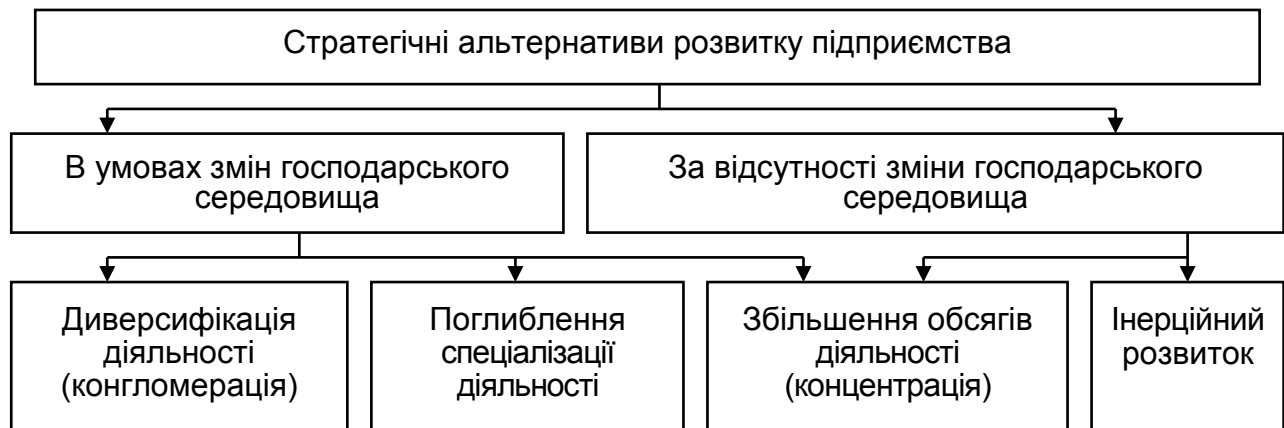 Стратегічні альтернативи розвитку підприємства
В умовах змін господарського
середовища
За відсутності зміни господарського
середовища
Диверсифікація
діяльності
(конгломерація)
Поглиблення
спеціалізації
діяльності
Збільшення обсягів
діяльності
(концентрація)
Інерційний
розвиток